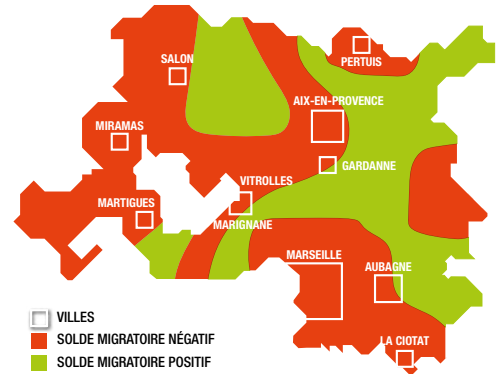 SALON
PERTUIS
AIX-EN-PROVENCE
MIRAMAS
GARDANNE
VITROLLES
MARTIGUES
MARIGNANE
MARSEILLE
AUBAGNE
LA CIOTAT
VILLES
SOLDE MIGRATOIRE NÉGATIF
SOLDE MIGRATOIRE POSITIF